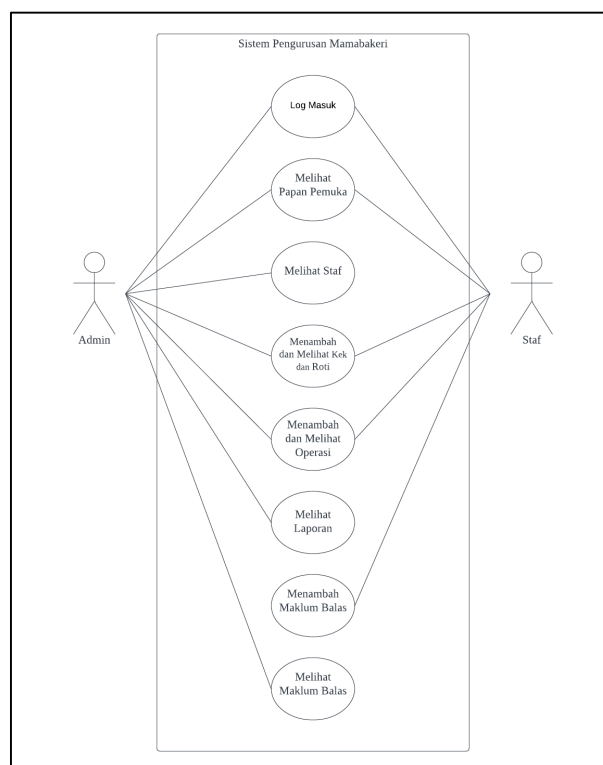 Sistem Pengurusan Mamabakeri
Log Masuk
Melihat
Papan Pemuka
Melihat Staf
Admin
Staf
Menambah
dan Melihat Kek
dan Roti
Menambah
dan Melihat
Operasi
Melihat
Laporan
Menambah
Maklum Balas
Melihat
Maklum Balas